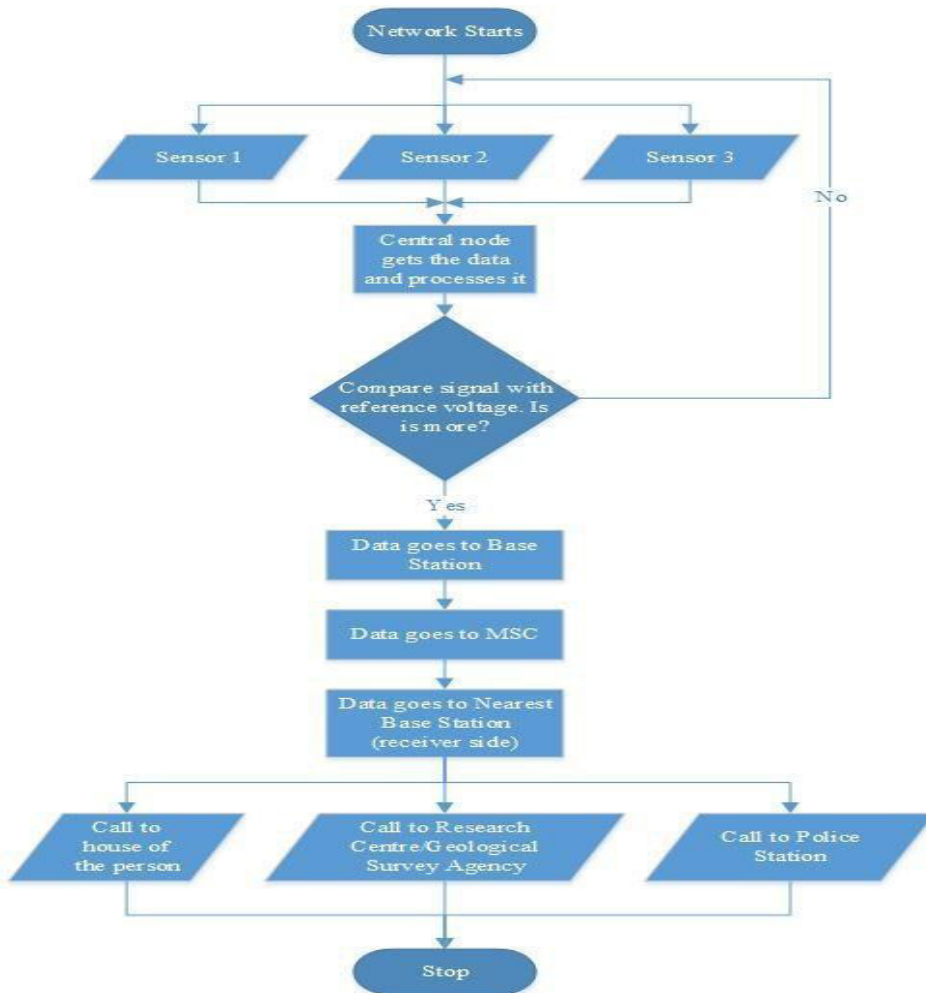 Network Starts
Sensor 1
Sensor 2
Sensor 3
No
Central node
gets the data
and processes it
Compare signal with
reference voltage. Is
is more?
Yes
Data goes to Base
Station
Data goes to MSC
Data goes to Nearest
Base Station
(receiver side)
Call to
house of
the person
Call to Research
Centre/Geological
Survey Agency
Call to Police
Station
Stop